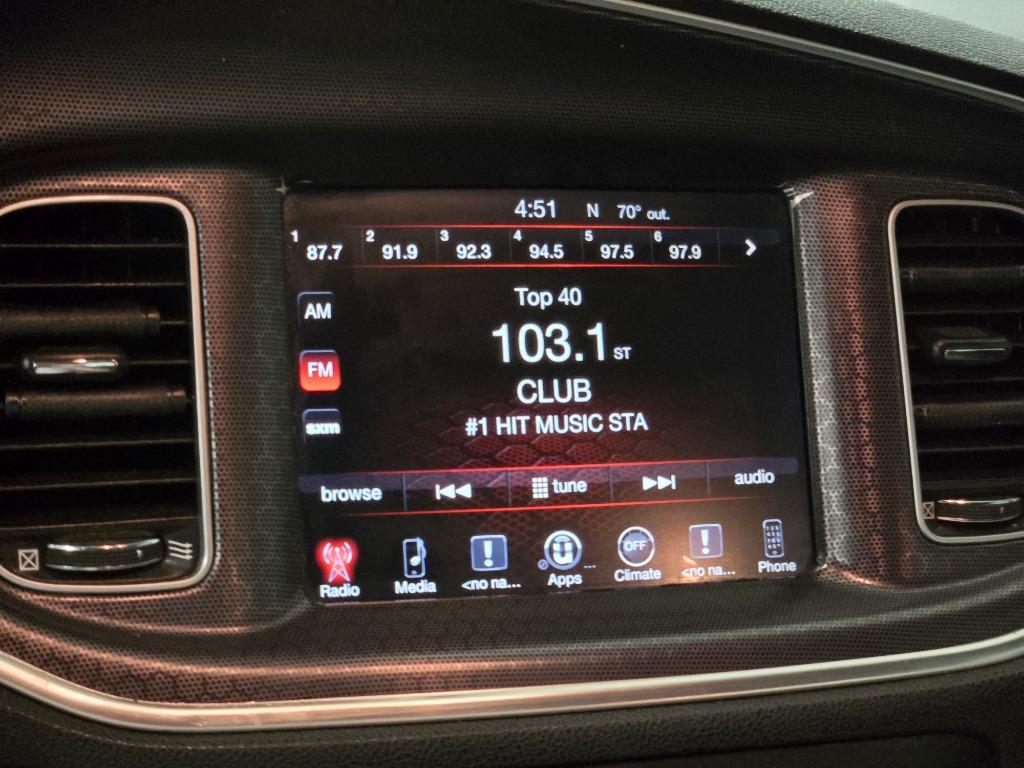 4:51 N 70° out.
1 87.7 2 91.9 3 92.3 4 94.5 5 97.5 6 97.9
Top 40
AM
103.1 ST
FM
CLUB
sxm
#1 HIT MUSIC STA
browse tune audio
OFF
Radio Media <no na... Apps Climate <no na... Phone